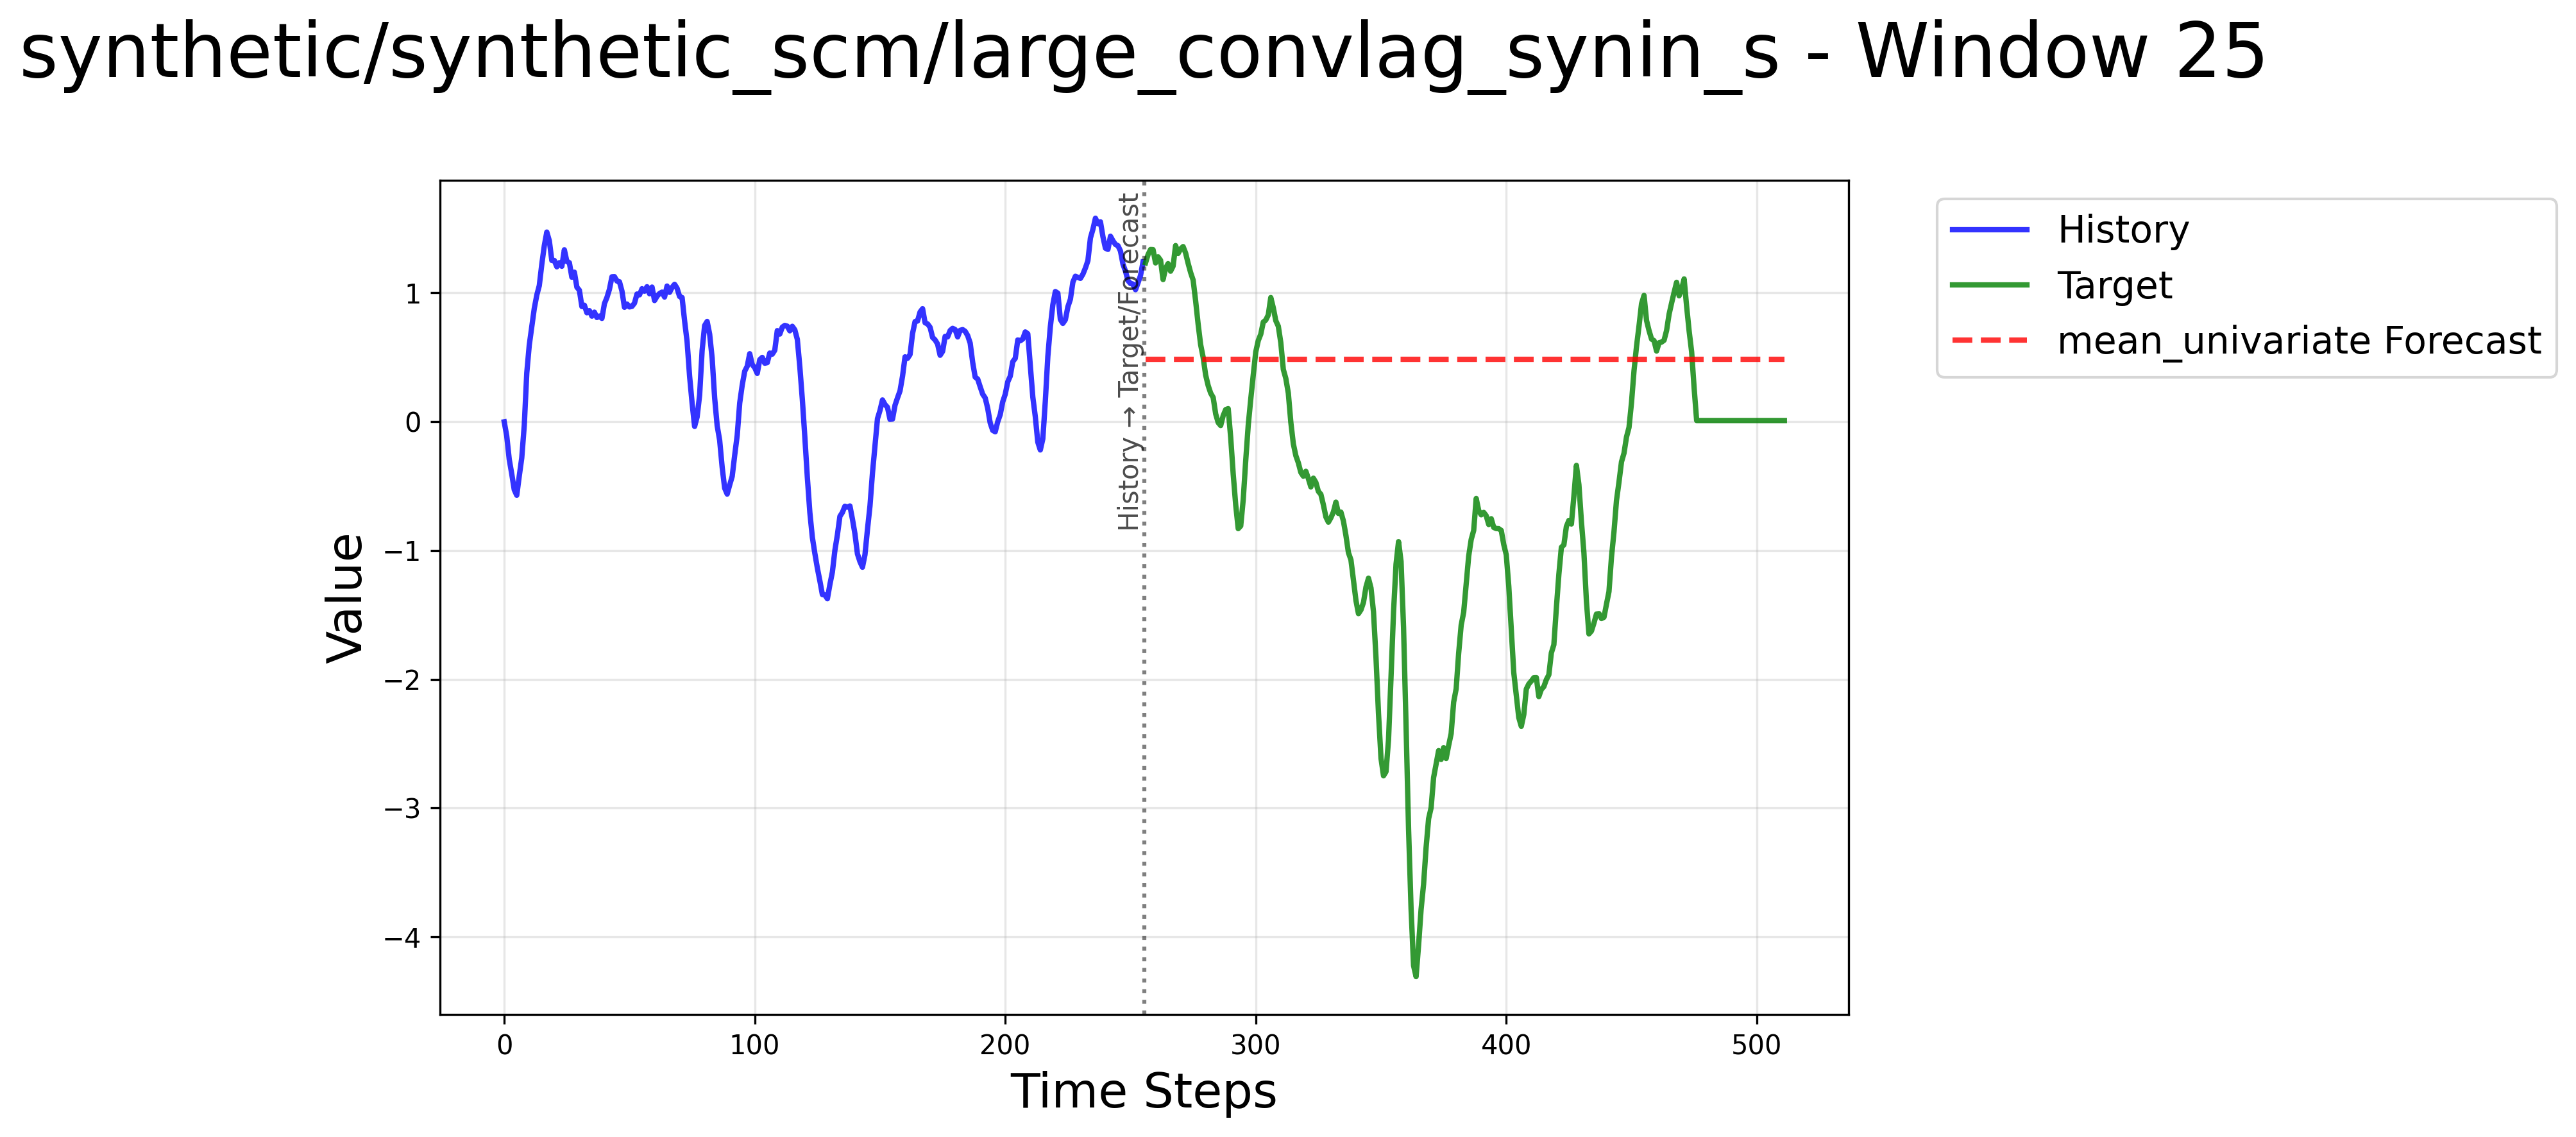 synthetic/synthetic_scm/large_convlag_synin_s - Window 25
History
Target
mean_univariate Forecast
History → Target/Forecast
Value
1
0
−1
−2
−3
−4
0
100
200
300
400
500
Time Steps